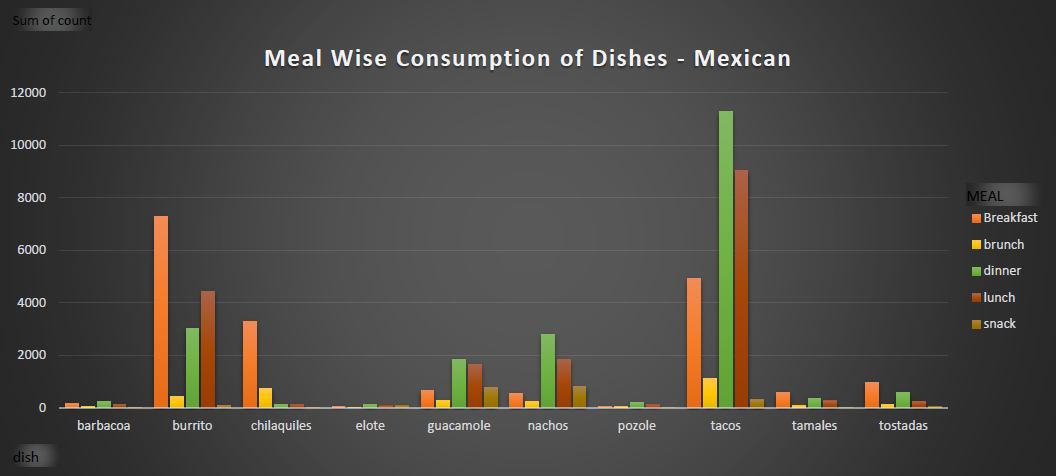 Sum of count
Meal Wise Consumption of Dishes - Mexican
12000
10000
8000
6000
4000
2000
0
barbacoa burrito chilaquiles elote guacamole nachos pozole tacos tamales tostadas
MEAL
Breakfast
brunch
dinner
lunch
snack
dish